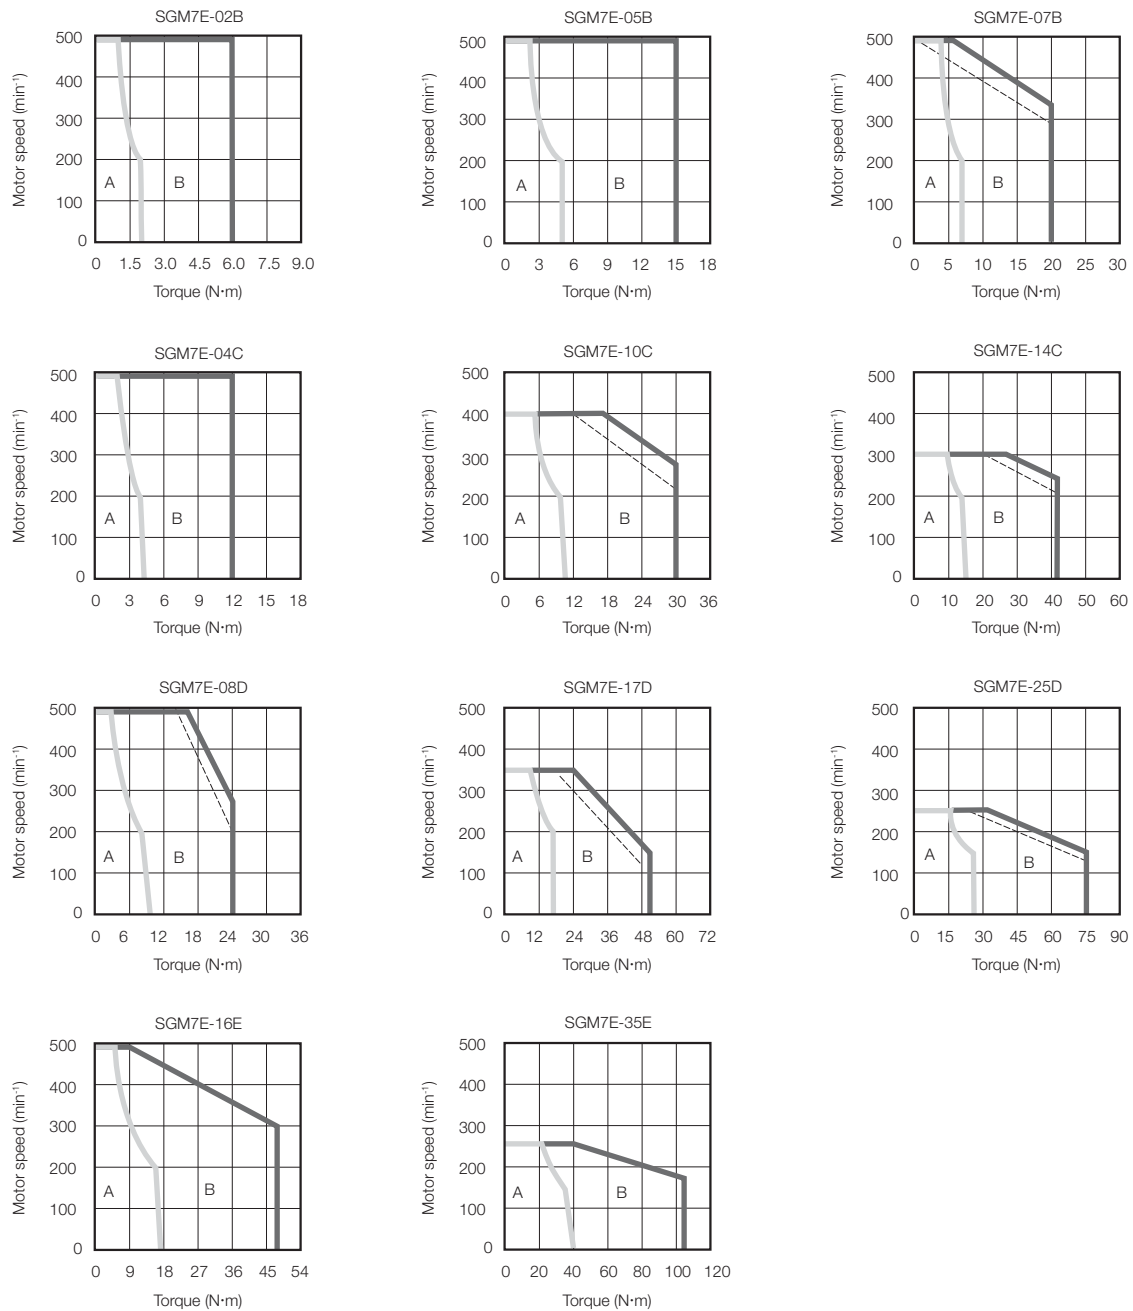 SGM7E-02B
Motor speed (min-1)
500
400
300
200
100
0
A
B
0 1.5 3.0 4.5 6.0 7.5 9.0
Torque (N·m)
SGM7E-05B
Motor speed (min-1)
500
400
300
200
100
0
A
B
0 3 6 9 12 15 18
Torque (N·m)
SGM7E-07B
Motor speed (min-1)
500
400
300
200
100
0
A
B
0 5 10 15 20 25 30
Torque (N·m)
SGM7E-04C
Motor speed (min-1)
500
400
300
200
100
0
A
B
0 3 6 9 12 15 18
Torque (N·m)
SGM7E-10C
Motor speed (min-1)
500
400
300
200
100
0
A
B
0 6 12 18 24 30 36
Torque (N·m)
SGM7E-14C
Motor speed (min-1)
500
400
300
200
100
0
A
B
0 10 20 30 40 50 60
Torque (N·m)
SGM7E-08D
Motor speed (min-1)
500
400
300
200
100
0
A
B
0 6 12 18 24 30 36
Torque (N·m)
SGM7E-17D
Motor speed (min-1)
500
400
300
200
100
0
A
B
0 12 24 36 48 60 72
Torque (N·m)
SGM7E-25D
Motor speed (min-1)
500
400
300
200
100
0
A
B
0 15 30 45 60 75 90
Torque (N·m)
SGM7E-16E
Motor speed (min-1)
500
400
300
200
100
0
A
B
0 9 18 27 36 45 54
Torque (N·m)
SGM7E-35E
Motor speed (min-1)
500
400
300
200
100
0
A
B
0 20 40 60 80 100 120
Torque (N·m)